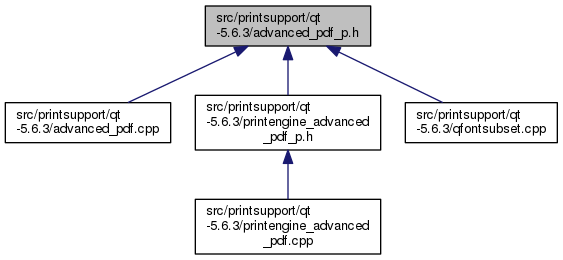 src/printsupport/qt
-5.6.3/advanced_pdf_p.h
src/printsupport/qt
-5.6.3/advanced_pdf.cpp
src/printsupport/qt
-5.6.3/printengine_advanced
_pdf_p.h
src/printsupport/qt
-5.6.3/qfontsubset.cpp
src/printsupport/qt
-5.6.3/printengine_advanced
_pdf.cpp